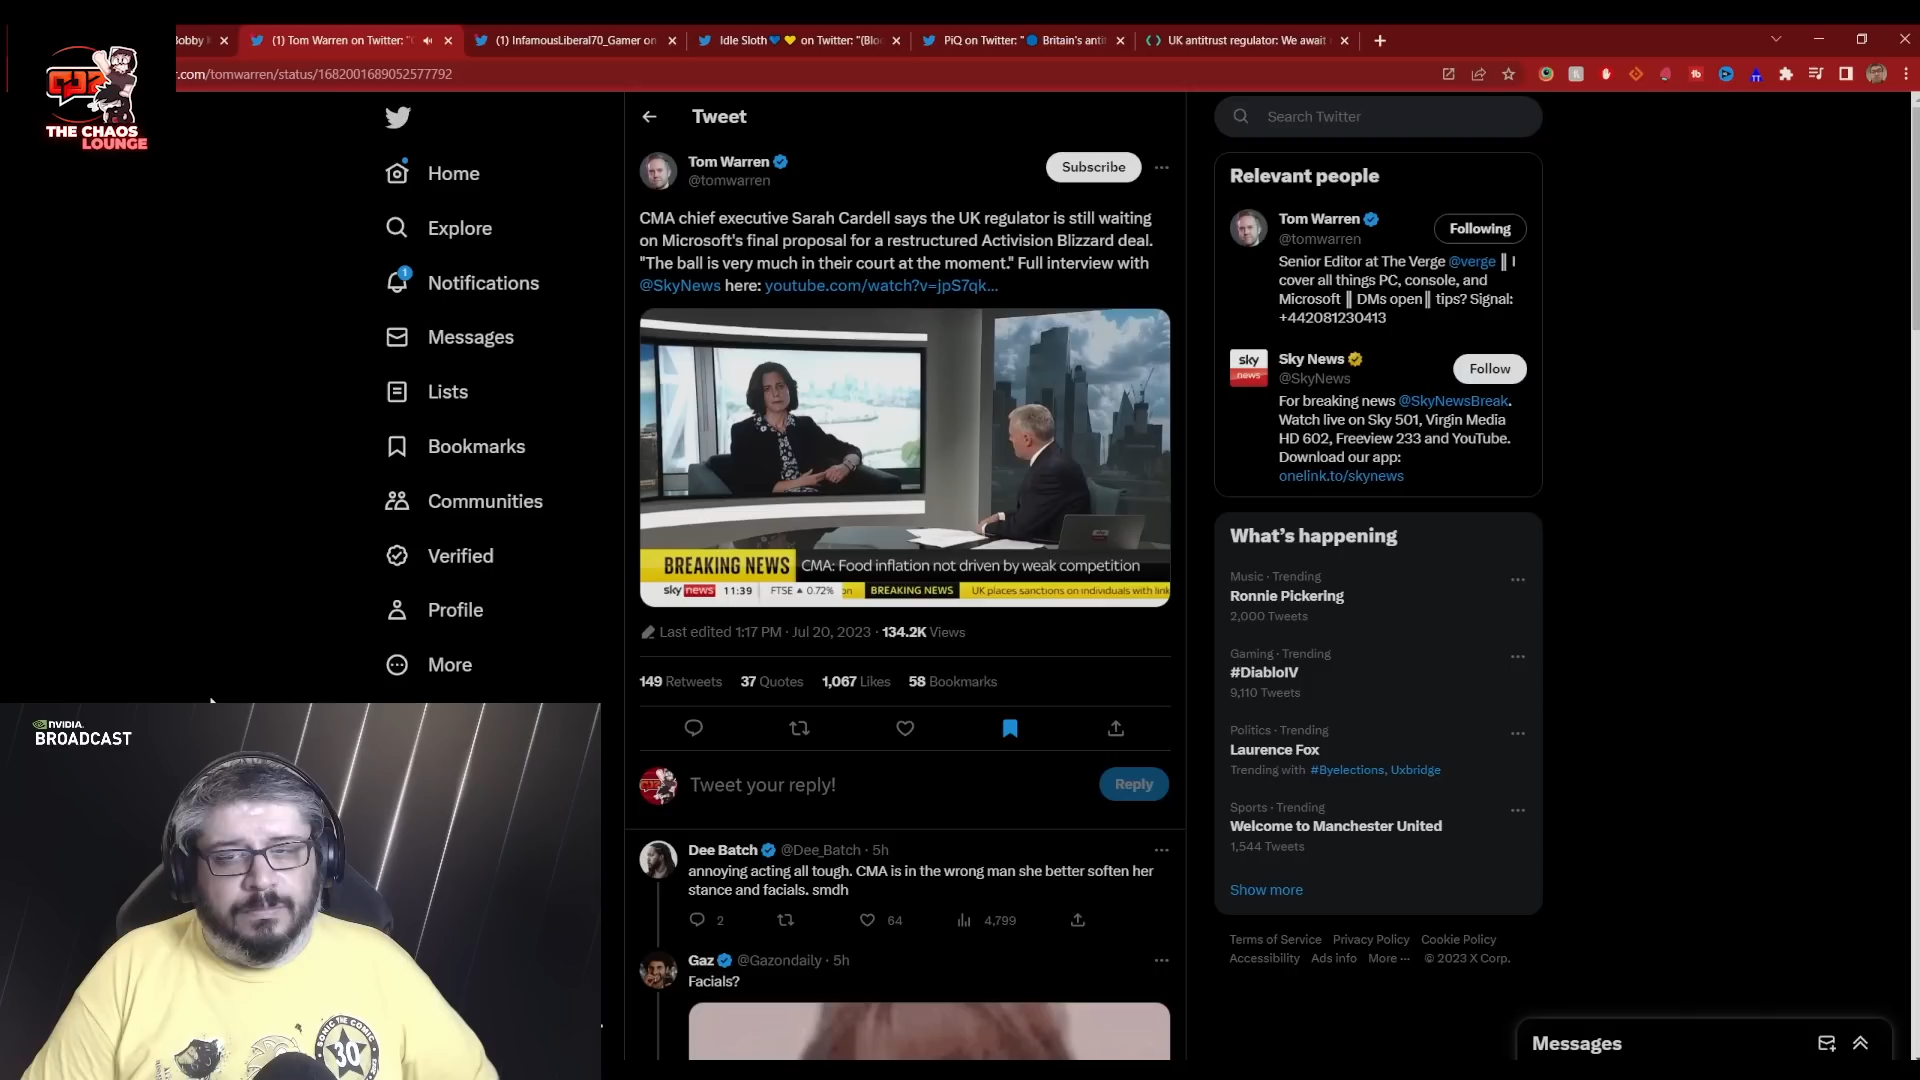 THE CHAOS
LOUNGE
Bobby
(1) Tom Warren on Twitter: "
(1) InfamousLiberal70_Gamer on
Idle Sloth💙💛 on Twitter: "(Blo
PiQ on Twitter: "🔵 Britain's anti
UK antitrust regulator: We await
r.com/tomwarren/status/1682001689052577792
Home
Explore
1
Notifications
Messages
Lists
Bookmarks
Communities
Verified
Profile
More
Tweet
Tom Warren
@tomwarren
Subscribe
CMA chief executive Sarah Cardell says the UK regulator is still waiting
on Microsoft's final proposal for a restructured Activision Blizzard deal.
"The ball is very much in their court at the moment." Full interview with
@SkyNews here: youtube.com/watch?v=jpS7qk...
BREAKING NEWS CMA: Food inflation not driven by weak competition
sky news 11:39 FTSE ▲ 0.72% on BREAKING NEWS UK places sanctions on individuals with link
Last edited 1:17 PM · Jul 20, 2023 · 134.2K Views
149 Retweets 37 Quotes 1,067 Likes 58 Bookmarks
Tweet your reply!
Reply
Dee Batch @Dee_Batch · 5h
annoying acting all tough. CMA is in the wrong man she better soften her
stance and facials. smdh
2 64 4,799
Gaz @Gazondaily · 5h
Facials?
Search Twitter
Relevant people
Tom Warren
@tomwarren
Following
Senior Editor at The Verge @verge || I
cover all things PC, console, and
Microsoft || DMs open || tips? Signal:
+442081230413
sky
news
Sky News
@SkyNews
Follow
For breaking news @SkyNewsBreak.
Watch live on Sky 501, Virgin Media
HD 602, Freeview 233 and YouTube.
Download our app:
onelink.to/skynews
What's happening
Music · Trending
Ronnie Pickering
2,000 Tweets
Gaming · Trending
#DiabloIV
9,110 Tweets
Politics · Trending
Laurence Fox
Trending with #Byelections, Uxbridge
Sports · Trending
Welcome to Manchester United
1,544 Tweets
Show more
Terms of Service Privacy Policy Cookie Policy
Accessibility Ads info More ··· © 2023 X Corp.
Messages
NVIDIA.
BROADCAST
SONIC THE COMIC
30